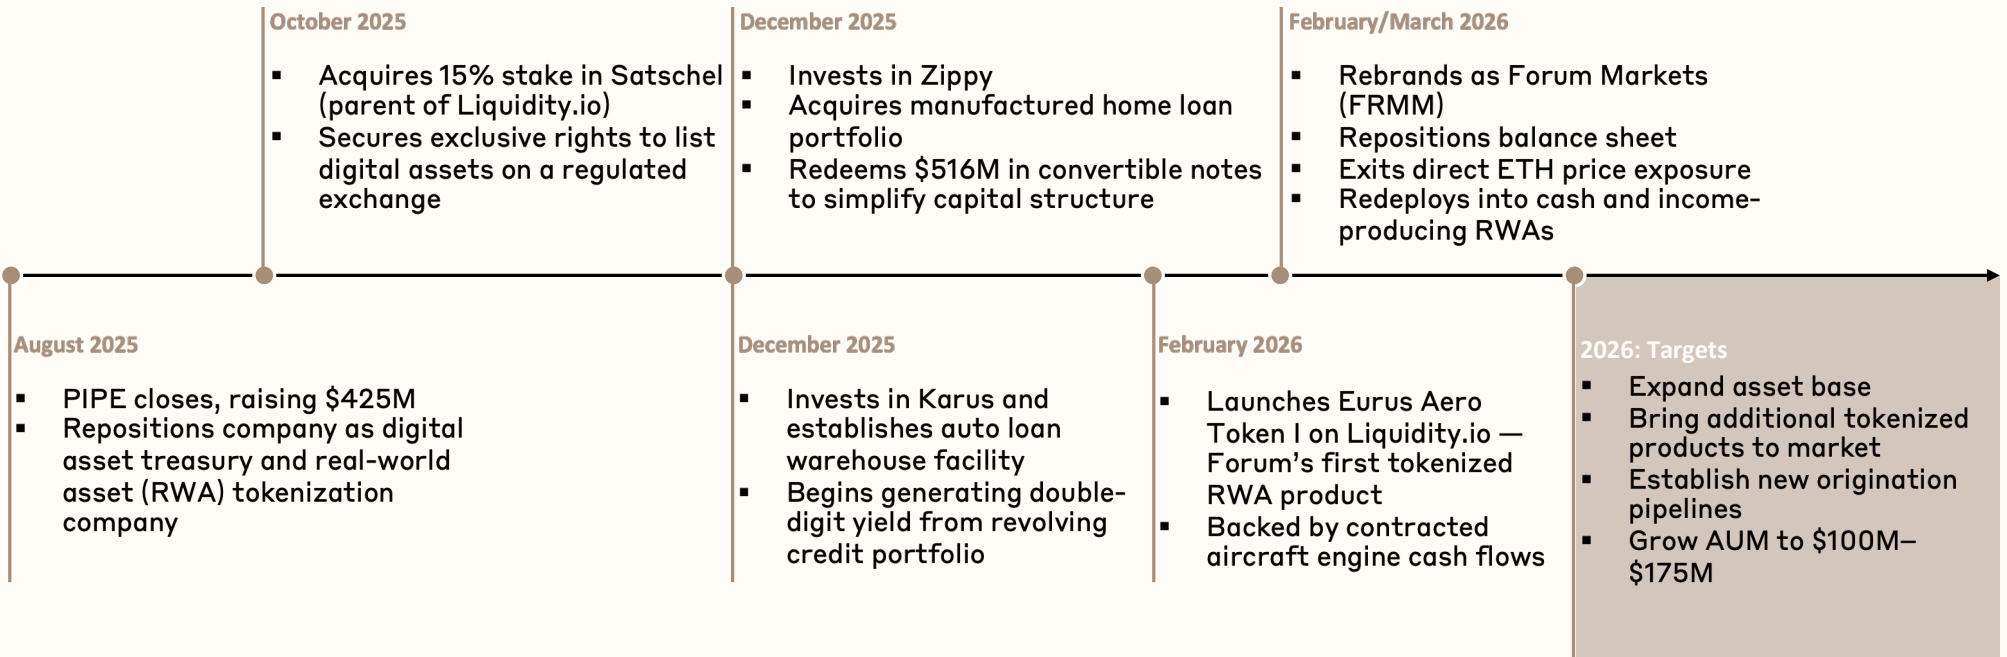 October 2025
▪ Acquires 15% stake in Satschel
(parent of Liquidity.io)
▪ Secures exclusive rights to list
digital assets on a regulated
exchange
December 2025
▪ Invests in Zippy
▪ Acquires manufactured home loan
portfolio
▪ Redeems $516M in convertible notes
to simplify capital structure
February/March 2026
▪ Rebrands as Forum Markets
(FRMM)
▪ Repositions balance sheet
▪ Exits direct ETH price exposure
▪ Redeploys into cash and income-
producing RWAs
August 2025
▪ PIPE closes, raising $425M
▪ Repositions company as digital
asset treasury and real-world
asset (RWA) tokenization
company
December 2025
▪ Invests in Karus and
establishes auto loan
warehouse facility
▪ Begins generating double-
digit yield from revolving
credit portfolio
February 2026
▪ Launches Eurus Aero
Token I on Liquidity.io —
Forum’s first tokenized
RWA product
▪ Backed by contracted
aircraft engine cash flows
2026: Targets
▪ Expand asset base
▪ Bring additional tokenized
products to market
▪ Establish new origination
pipelines
▪ Grow AUM to $100M–
$175M